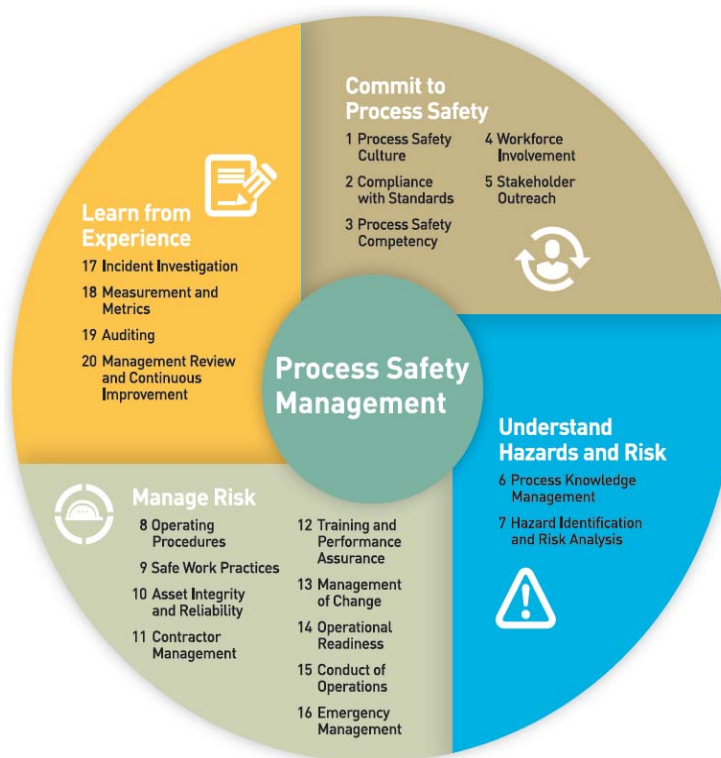 Commit to
Process Safety
1 Process Safety
Culture
2 Compliance
with Standards
3 Process Safety
Competency
4 Workforce
Involvement
5 Stakeholder
Outreach
Understand
Hazards and Risk
6 Process Knowledge
Management
7 Hazard Identification
and Risk Analysis
Manage Risk
8 Operating
Procedures
9 Safe Work Practices
10 Asset Integrity
and Reliability
11 Contractor
Management
12 Training and
Performance
Assurance
13 Management
of Change
14 Operational
Readiness
15 Conduct of
Operations
16 Emergency
Management
Learn from
Experience
17 Incident Investigation
18 Measurement and
Metrics
19 Auditing
20 Management Review
and Continuous
Improvement
Process Safety
Management